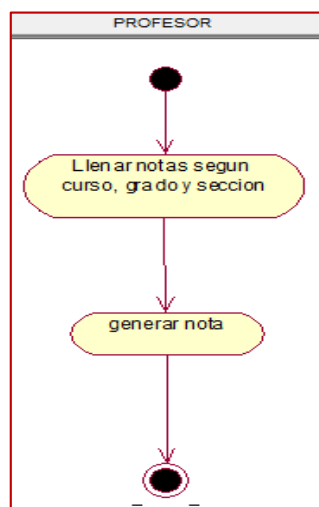 PROFESOR
Llenar notas segun
curso, grado y seccion
generar nota